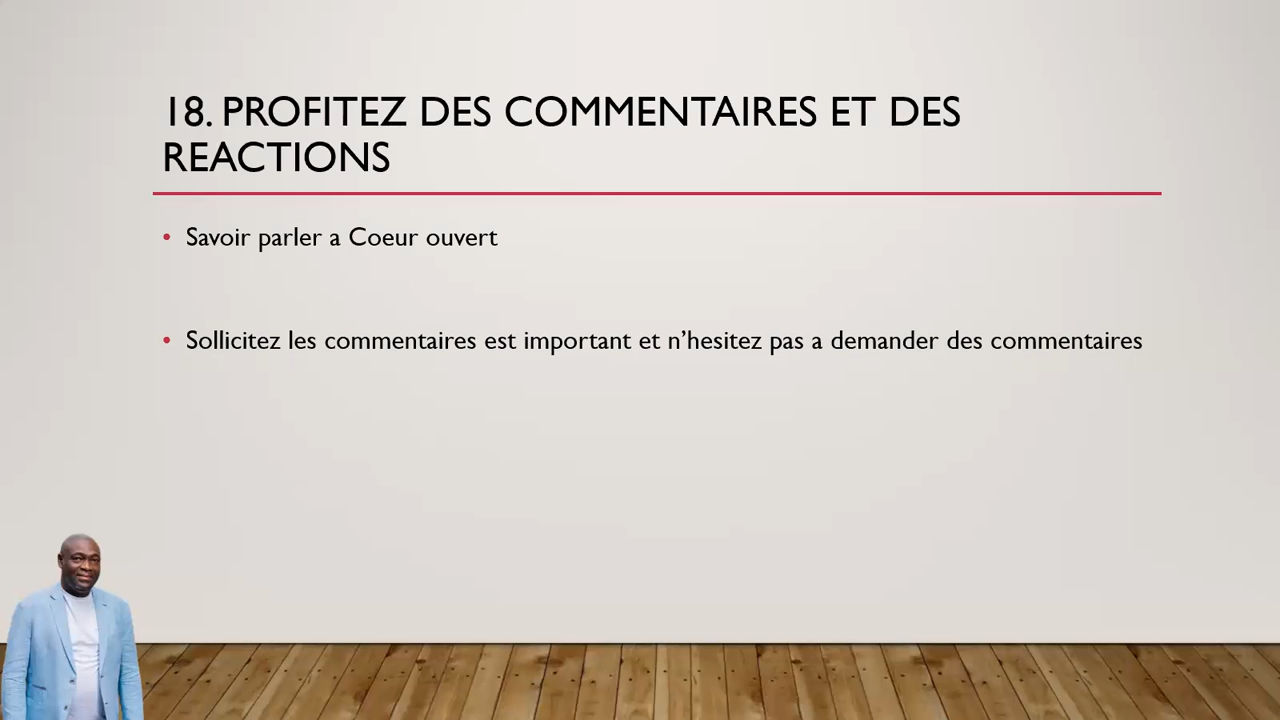 18. PROFITEZ DES COMMENTAIRES ET DES
REACTIONS
• Savoir parler a Coeur ouvert
• Sollicitez les commentaires est important et n’hesitez pas a demander des commentaires